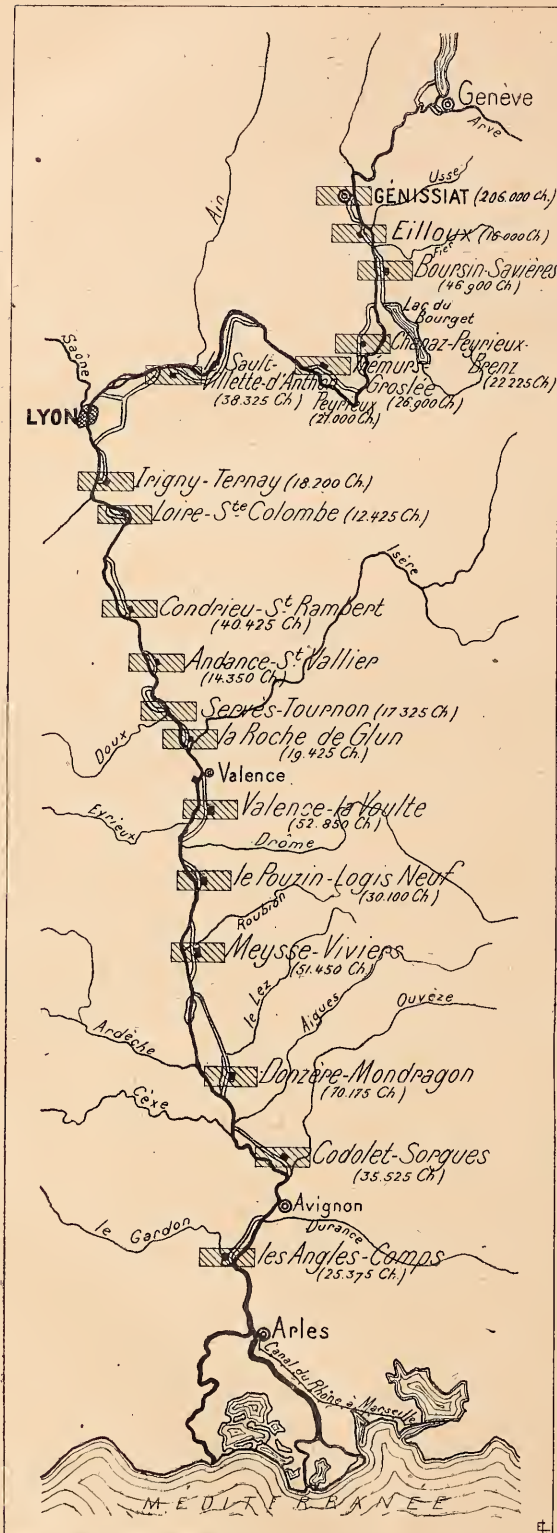 Genève
Arve
Usse
GÉNISSIAT (206.000 Ch.)
Ain
Eilloux (16.000 Ch.)
Fier
Boursin-Savières
(46.900 Ch.)
Lac du
Bourget
Chanaz-Peyrieux-
Brenz
(22.225 Ch.)
Groslée
(26.900 Ch.)
Peyrieux
(21.000 Ch.)
Sault-
Villette-d'Anthon
(38.325 Ch.)
Saône
LYON
Irigny-Ternay (18.200 Ch.)
Loire-Ste Colombe (12.425 Ch.)
Isère
Condrieu-St Rambert
(40.425 Ch.)
Andance-St Vallier
(14.350 Ch.)
Serves-Tournon (17.325 Ch.)
Doux
la Roche de Glun
(19.425 Ch.)
Valence
Valence-la Voulte
(52.850 Ch.)
Eyrieux
Drôme
le Pouzin-Logis Neuf
(30.100 Ch.)
Roubion
Meysse-Viviers
(51.450 Ch.)
le Lez
Aigues
Ouvèze
Ardèche
Donzère-Mondragon
(70.175 Ch.)
Cèxe
Codolet-Sorgues
(35.525 Ch.)
Avignon
le Gardon
Durance
les Angles-Comps
(25.375 Ch.)
Arles
Canal du Rhône à Marseille
MÉDITERRANÉE